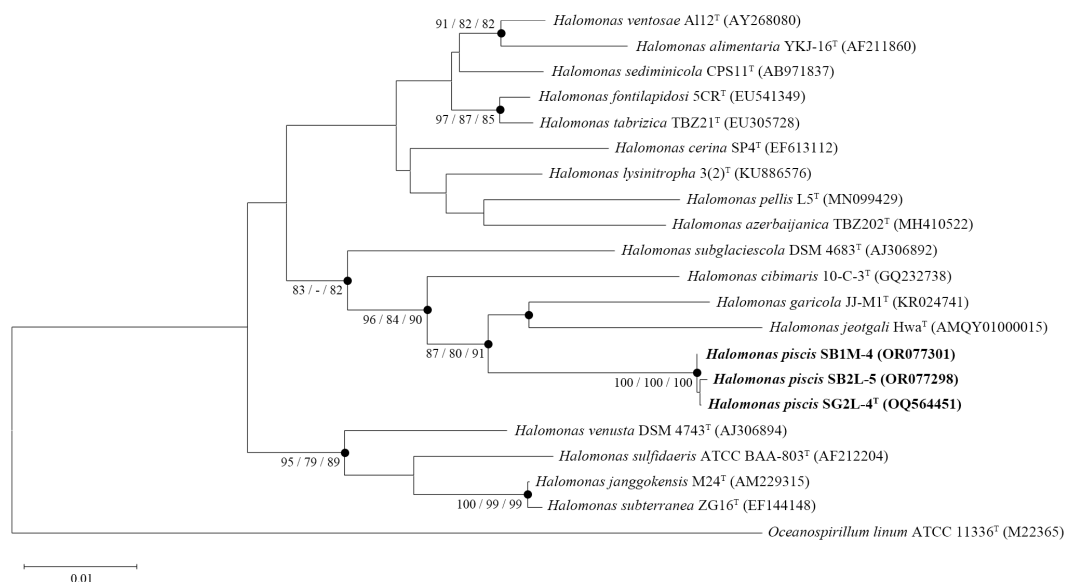 91 / 82 / 82
Halomonas ventosae Al12ᵀ (AY268080)
Halomonas alimentaria YKJ-16ᵀ (AF211860)
Halomonas sediminicola CPS11ᵀ (AB971837)
Halomonas fontilapidosi 5CRᵀ (EU541349)
97 / 87 / 85
Halomonas tabrizica TBZ21ᵀ (EU305728)
Halomonas cerina SP4ᵀ (EF613112)
Halomonas lysinitropha 3(2)ᵀ (KU886576)
Halomonas pellis L5ᵀ (MN099429)
Halomonas azerbaijanica TBZ202ᵀ (MH410522)
Halomonas subglaciescola DSM 4683ᵀ (AJ306892)
83 / - / 82
Halomonas cibimaris 10-C-3ᵀ (GQ232738)
Halomonas garicola JJ-M1ᵀ (KR024741)
96 / 84 / 90
Halomonas jeotgali Hwaᵀ (AMQY01000015)
87 / 80 / 91
Halomonas piscis SB1M-4 (OR077301)
Halomonas piscis SB2L-5 (OR077298)
100 / 100 / 100
Halomonas piscis SG2L-4ᵀ (OQ564451)
Halomonas venusta DSM 4743ᵀ (AJ306894)
95 / 79 / 89
Halomonas sulfidaeris ATCC BAA-803ᵀ (AF212204)
Halomonas janggokensis M24ᵀ (AM229315)
100 / 99 / 99
Halomonas subterranea ZG16ᵀ (EF144148)
Oceanospirillum linum ATCC 11336ᵀ (M22365)
0.01